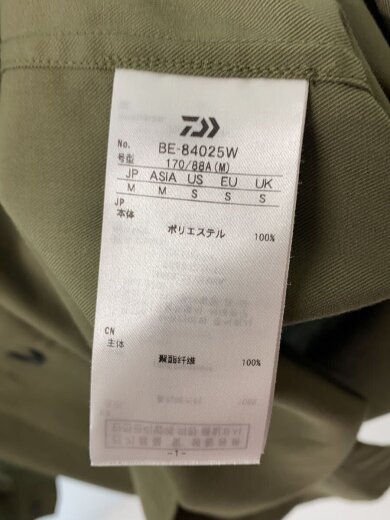 No. BE-84025W
号型 170/88A(M)
JP ASIA US EU UK
M M S S S
JP
本体
ポリエステル 100%
CN
主体
聚酯纤维 100%
-1-